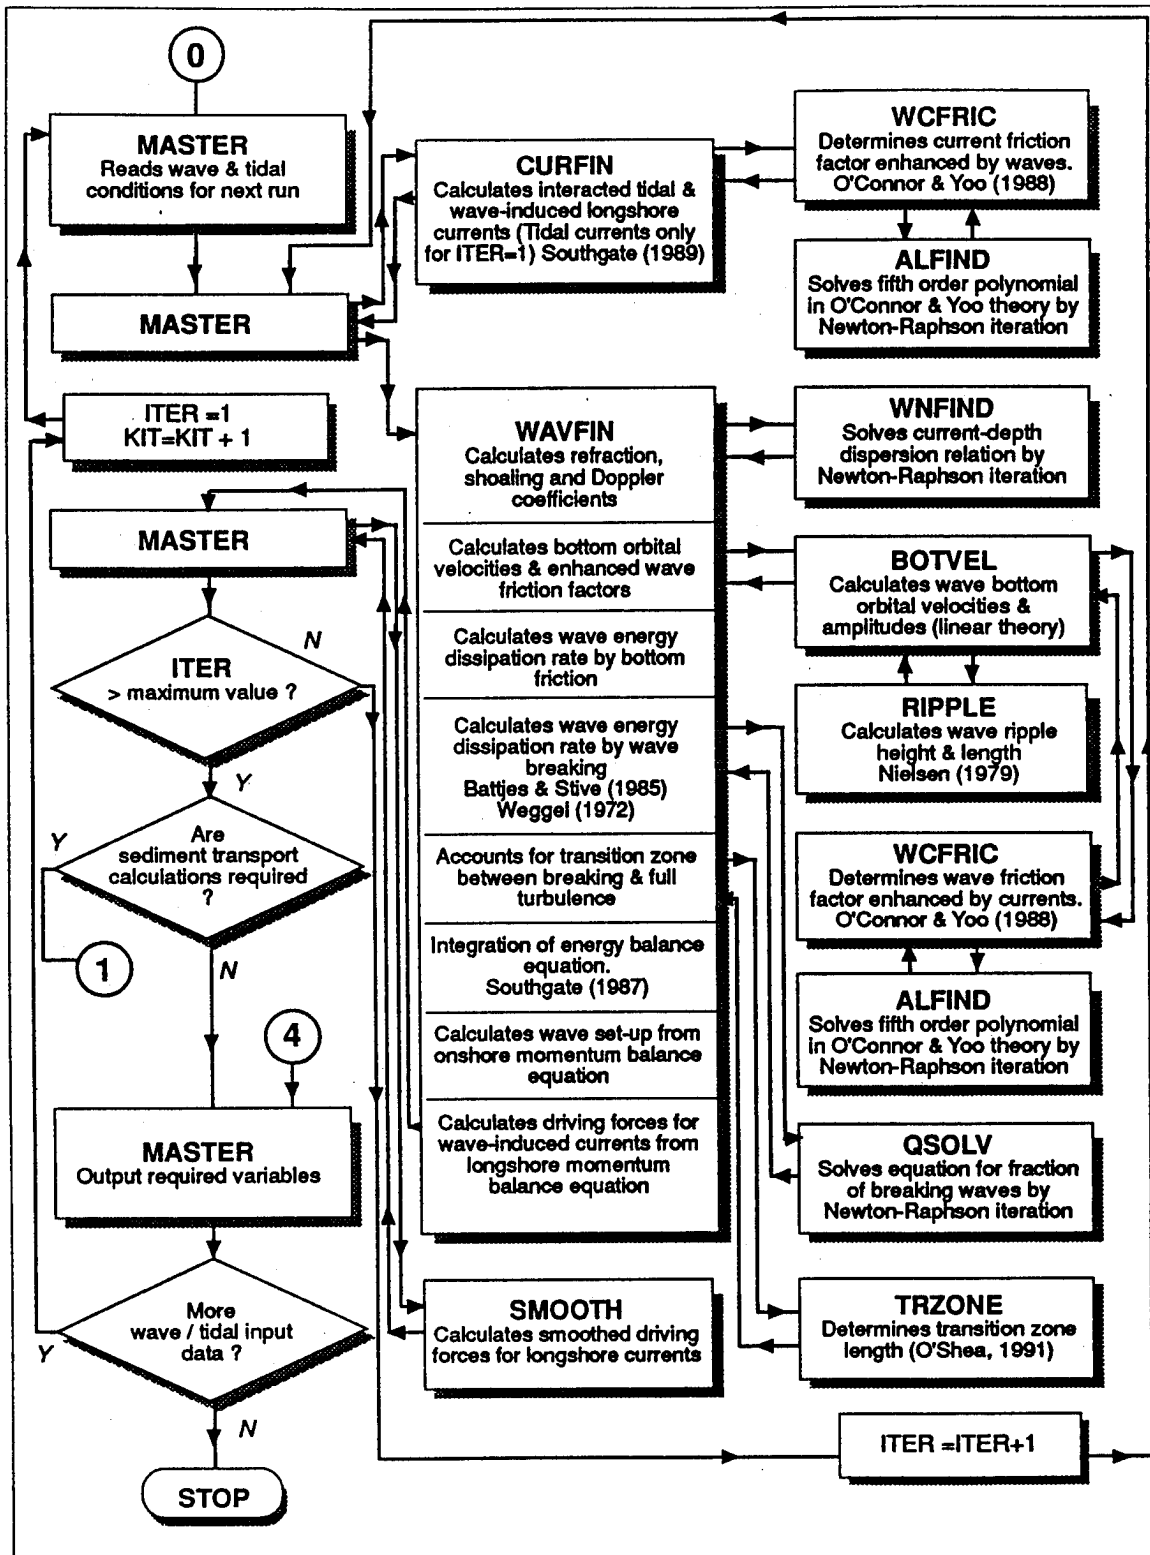 0
MASTER
Reads wave & tidal
conditions for next run
MASTER
ITER =1
KIT=KIT + 1
MASTER
N
ITER
> maximum value ?
Y
Y
Are
sediment transport
calculations required
?
1
N
4
MASTER
Output required variables
More
wave / tidal input
data ?
Y
N
STOP
CURFIN
Calculates interacted tidal &
wave-induced longshore
currents (Tidal currents only
for ITER=1) Southgate (1989)
WAVFIN
Calculates refraction,
shoaling and Doppler
coefficients
Calculates bottom orbital
velocities & enhanced wave
friction factors
Calculates wave energy
dissipation rate by bottom
friction
Calculates wave energy
dissipation rate by wave
breaking
Battjes & Stive (1985)
Weggel (1972)
Accounts for transition zone
between breaking & full
turbulence
Integration of energy balance
equation.
Southgate (1987)
Calculates wave set-up from
onshore momentum balance
equation
Calculates driving forces for
wave-induced currents from
longshore momentum
balance equation
SMOOTH
Calculates smoothed driving
forces for longshore currents
WCFRIC
Determines current friction
factor enhanced by waves.
O'Connor & Yoo (1988)
ALFIND
Solves fifth order polynomial
in O'Connor & Yoo theory by
Newton-Raphson iteration
WNFIND
Solves current-depth
dispersion relation by
Newton-Raphson iteration
BOTVEL
Calculates wave bottom
orbital velocities &
amplitudes (linear theory)
RIPPLE
Calculates wave ripple
height & length
Nielsen (1979)
WCFRIC
Determines wave friction
factor enhanced by currents.
O'Connor & Yoo (1988)
ALFIND
Solves fifth order polynomial
in O'Connor & Yoo theory by
Newton-Raphson iteration
QSOLV
Solves equation for fraction
of breaking waves by
Newton-Raphson iteration
TRZONE
Determines transition zone
length (O'Shea, 1991)
ITER =ITER+1